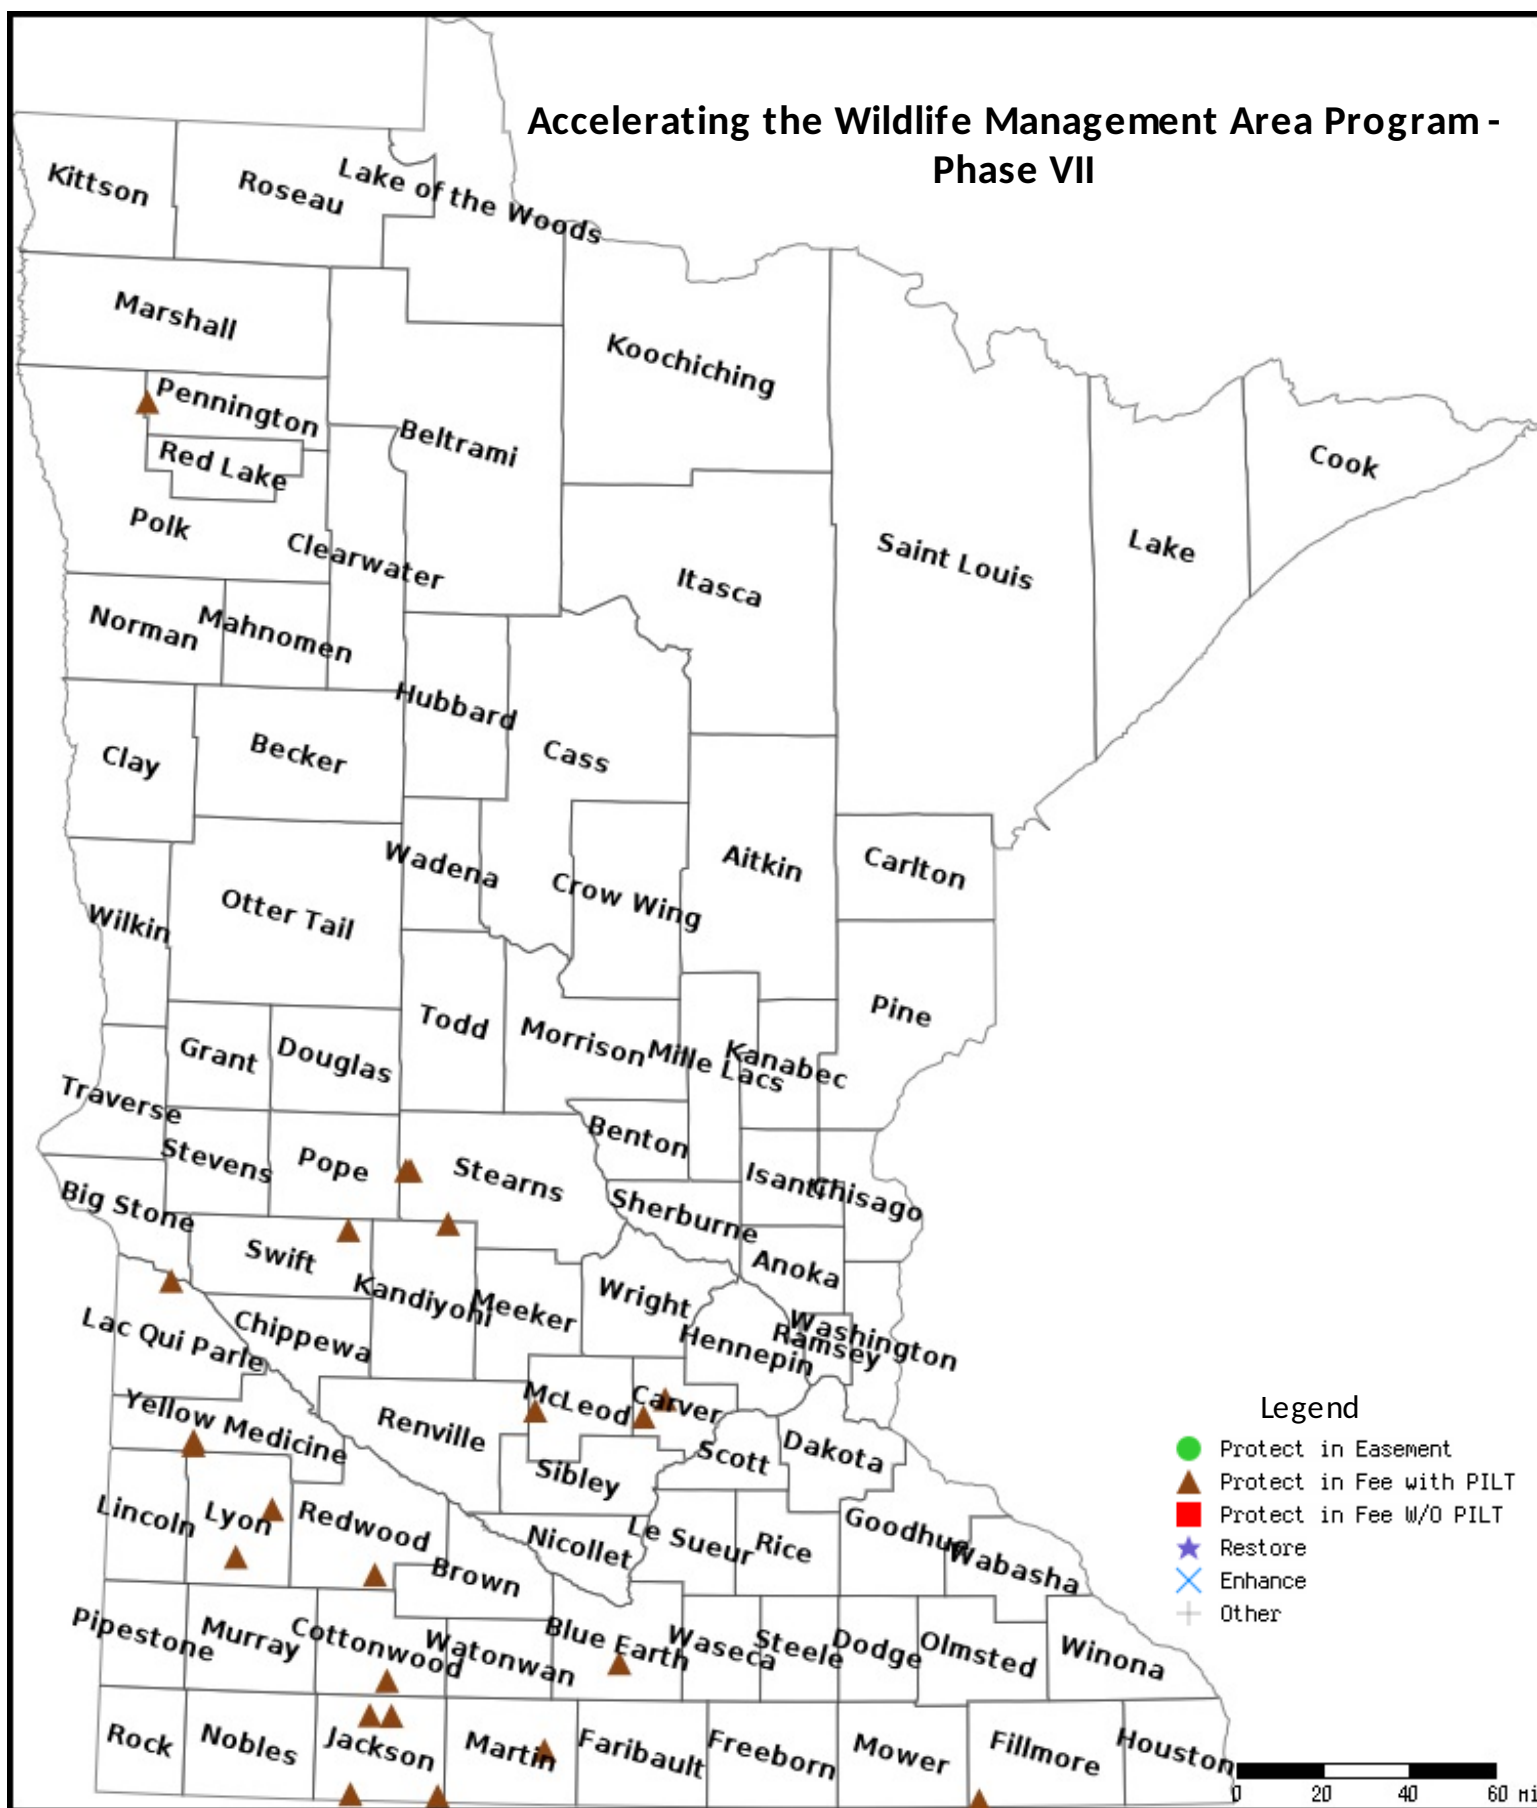 Accelerating the Wildlife Management Area Program -
Phase VII
Kittson
Roseau
Lake of the Woods
Marshall
Koochiching
Pennington
Beltrami
Red Lake
Cook
Polk
Clearwater
Saint Louis
Lake
Itasca
Norman
Mahnomen
Hubbard
Clay
Becker
Cass
Wadena
Aitkin
Carlton
Crow Wing
Otter Tail
Wilkin
Todd
Pine
Morrison
Mille Lacs
Kanabec
Grant
Douglas
Traverse
Benton
Stevens
Pope
Stearns
Isanti
Chisago
Big Stone
Sherburne
Swift
Anoka
Kandiyohi
Meeker
Wright
Washington
Ramsey
Hennepin
Lac Qui Parle
Chippewa
McLeod
Carver
Yellow Medicine
Renville
Scott
Dakota
Sibley
Lincoln
Lyon
Redwood
Nicollet
Le Sueur
Rice
Goodhue
Wabasha
Brown
Pipestone
Murray
Cottonwood
Watonwan
Blue Earth
Waseca
Steele
Dodge
Olmsted
Winona
Rock
Nobles
Jackson
Martin
Faribault
Freeborn
Mower
Fillmore
Houston
Legend
Protect in Easement
Protect in Fee with PILT
Protect in Fee W/O PILT
Restore
Enhance
Other
0 20 40 60 Mi